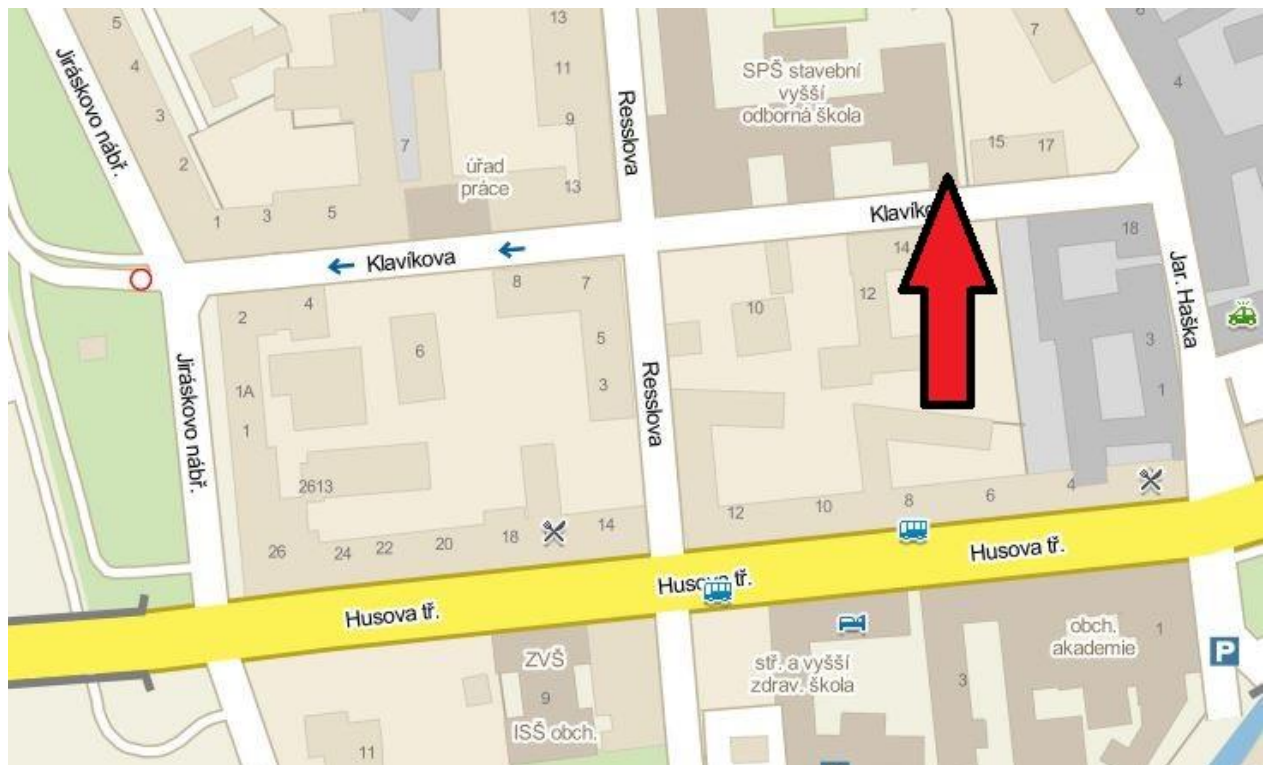 5
4
3
2
Jiráskovo nábř.
1
3
5
7
úřad
práce
13
11
9
13
Resslova
SPŠ stavební
vyšší
odborná škola
7
6
4
15
17
Klavíkova
Klavíko
18
Jar. Haška
3
1
2
4
6
8
7
5
3
1A
1
Jiráskovo nábř.
Resslova
10
12
14
2613
26
24
22
20
18
14
12
10
8
6
4
Husova tř.
Husova tř.
Husova tř.
ZVŠ
9
ISŠ obch.
11
stř. a vyšší
zdrav. škola
3
obch.
akademie
1
P